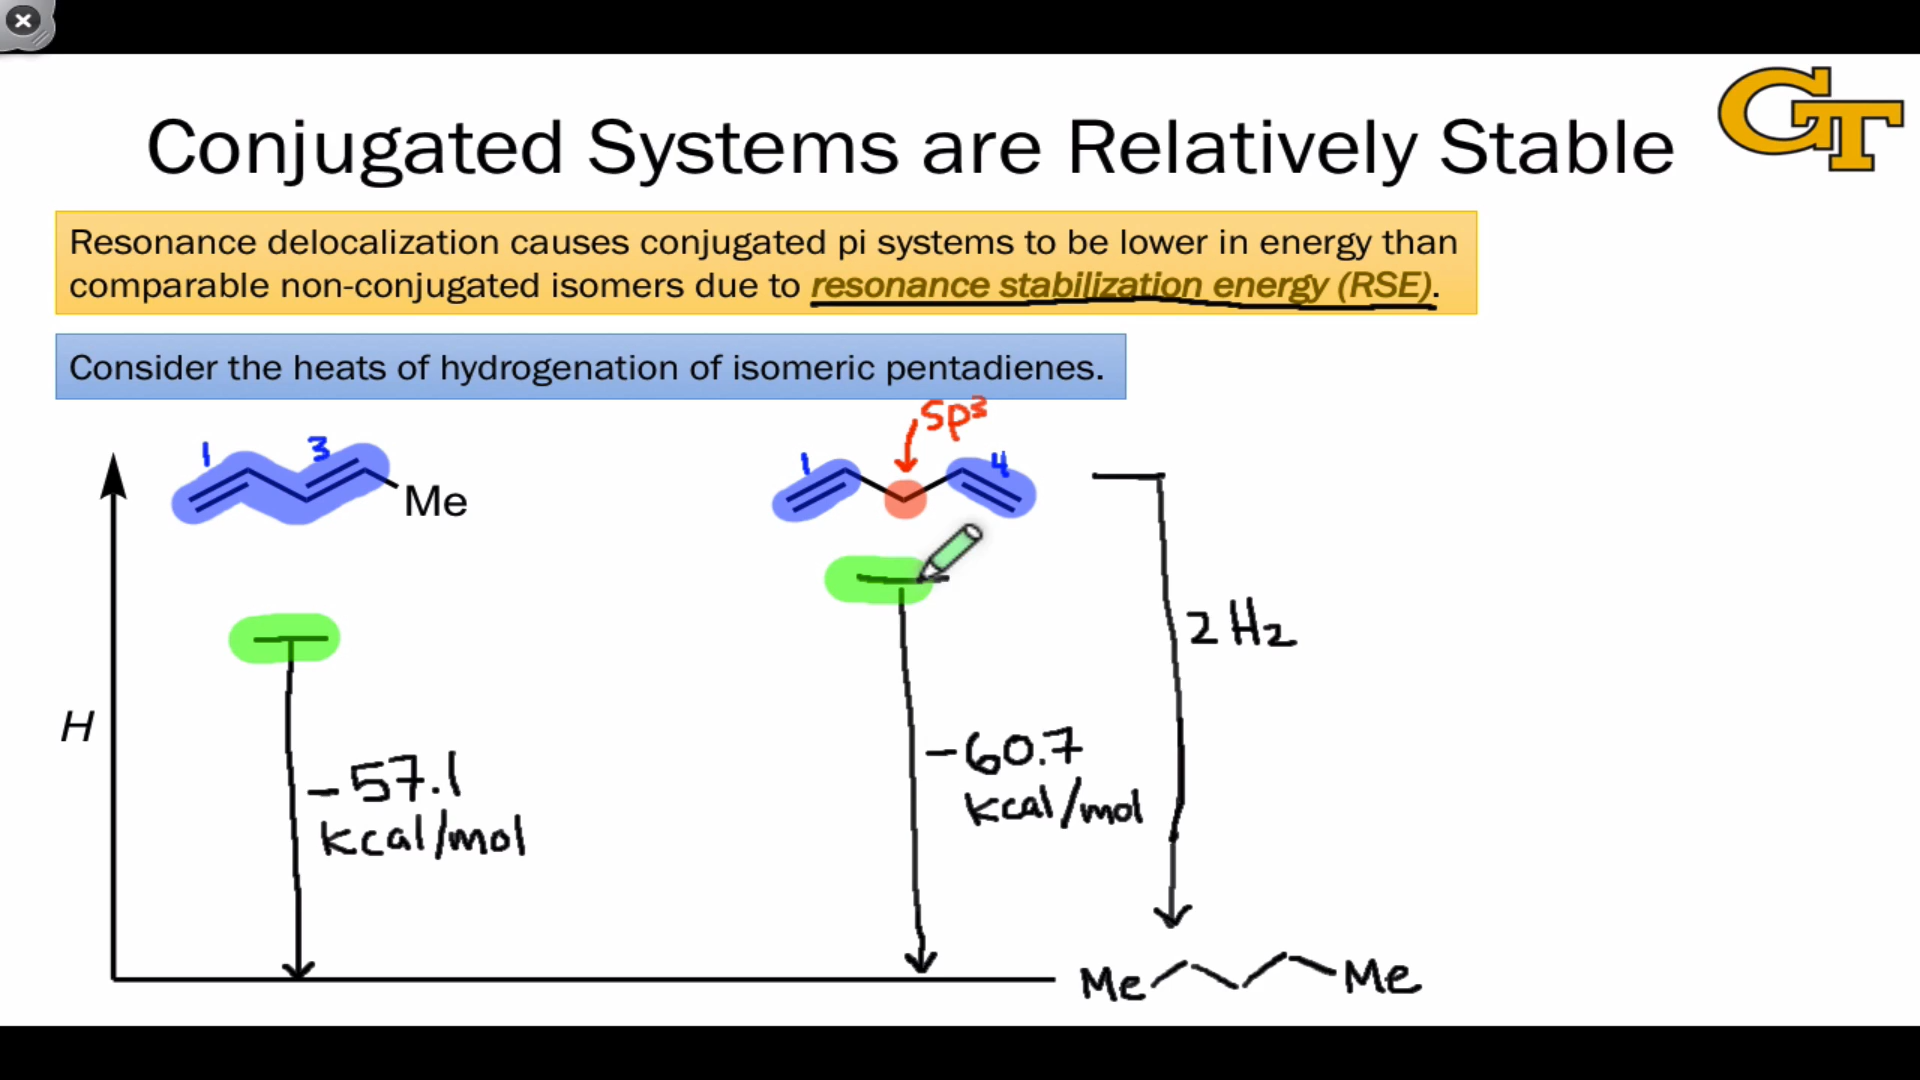 GT
Conjugated Systems are Relatively Stable
Resonance delocalization causes conjugated pi systems to be lower in energy than
comparable non-conjugated isomers due to resonance stabilization energy (RSE).
Consider the heats of hydrogenation of isomeric pentadienes.
1 3
Me
sp³
1 4
2 H₂
H
-57.1
kcal/mol
-60.7
kcal/mol
Me Me